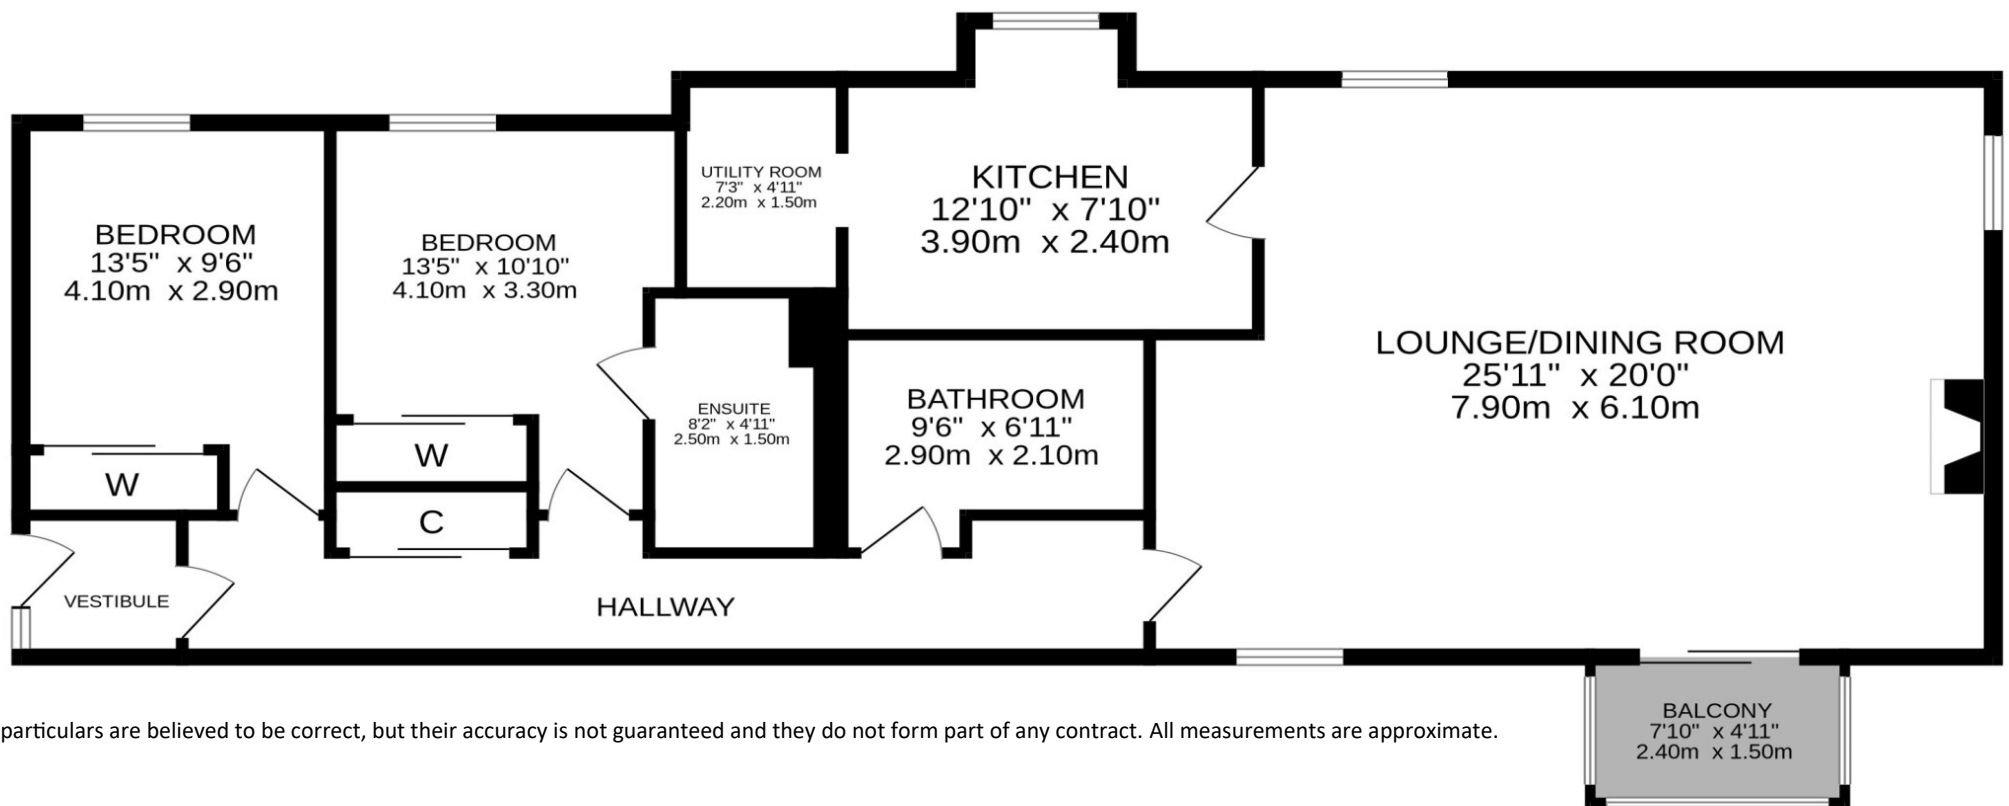 BEDROOM
13'5" x 9'6"
4.10m x 2.90m
W
BEDROOM
13'5" x 10'10"
4.10m x 3.30m
W
C
UTILITY ROOM
7'3" x 4'11"
2.20m x 1.50m
KITCHEN
12'10" x 7'10"
3.90m x 2.40m
ENSUITE
8'2" x 4'11"
2.50m x 1.50m
BATHROOM
9'6" x 6'11"
2.90m x 2.10m
LOUNGE/DINING ROOM
25'11" x 20'0"
7.90m x 6.10m
VESTIBULE
HALLWAY
BALCONY
7'10" x 4'11"
2.40m x 1.50m
particulars are believed to be correct, but their accuracy is not guaranteed and they do not form part of any contract. All measurements are approximate.